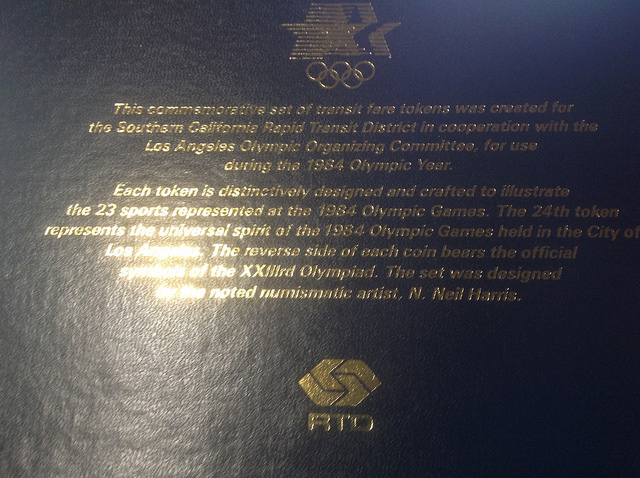 This commemorative set of transit fare tokens was created for
the Southern California Rapid Transit District in cooperation with the
Los Angeles Olympic Organizing Committee, for use
during the 1984 Olympic Year.
Each token is distinctively designed and crafted to illustrate
the 23 sports represented at the 1984 Olympic Games. The 24th token
represents the universal spirit of the 1984 Olympic Games held in the City of
Los Angeles. The reverse side of each coin bears the official
symbols of the XXIIIrd Olympiad. The set was designed
by the noted numismatic artist, N. Neil Harris.
RTD